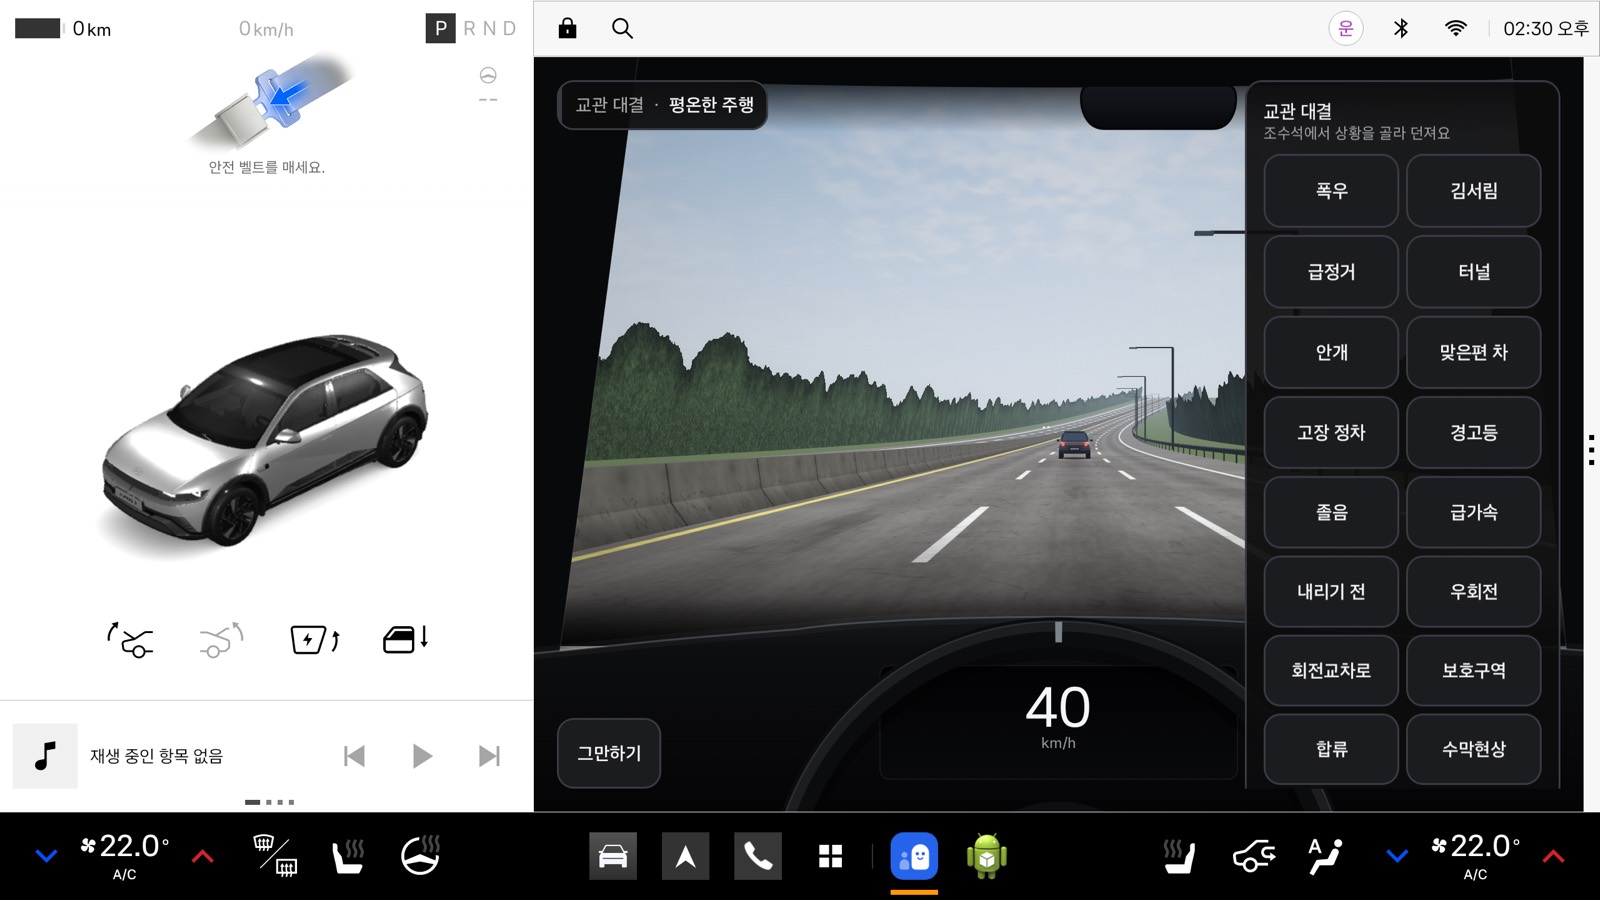 0 km
0 km/h
P R N D
운
02:30 오후
--
안전 벨트를 매세요.
교관 대결 · 평온한 주행
교관 대결
조수석에서 상황을 골라 던져요
폭우
김서림
급정거
터널
안개
맞은편 차
고장 정차
경고등
졸음
급가속
내리기 전
우회전
회전교차로
보호구역
합류
수막현상
40
km/h
그만하기
재생 중인 항목 없음
22.0°
A/C
A
22.0°
A/C